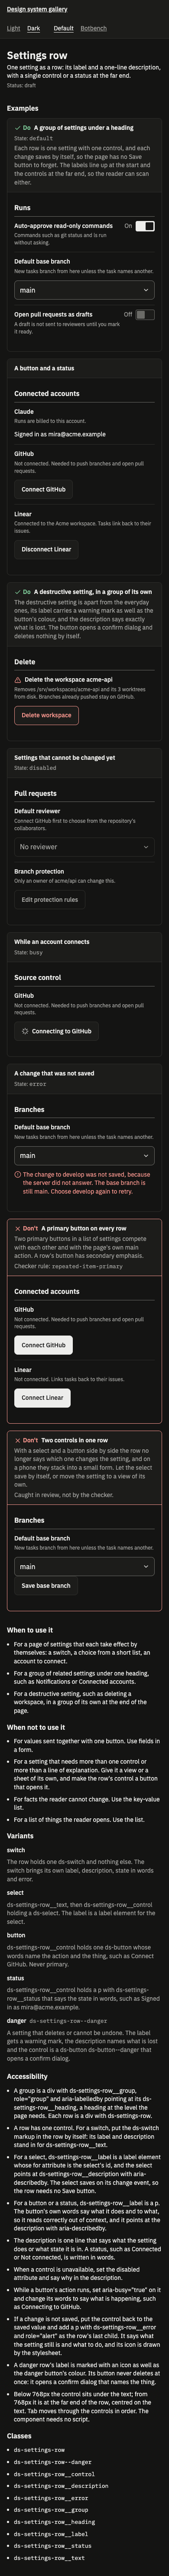 Design system gallery
Light Dark Default Botbench
Settings row
One setting as a row: its label and a one-line description,
with a single control or a status at the far end.
Status: draft
Examples
Do A group of settings under a heading
State: default
Each row is one setting with one control, and each
change saves by itself, so the page has no Save
button to forget. The labels line up at the start and
the controls at the far end, so the reader can scan
either.
Runs
Auto-approve read-only commands On
Commands such as git status and ls run
without asking.
Default base branch
New tasks branch from here unless the task names another.
main
Open pull requests as drafts Off
A draft is not sent to reviewers until you mark
it ready.
A button and a status
Connected accounts
Claude
Runs are billed to this account.
Signed in as mira@acme.example
GitHub
Not connected. Needed to push branches and open pull
requests.
Connect GitHub
Linear
Connected to the Acme workspace. Tasks link back to their
issues.
Disconnect Linear
Do A destructive setting, in a group of its own
The destructive setting is apart from the everyday
ones, its label carries a warning mark as well as the
button's colour, and the description says exactly
what is lost. The button opens a confirm dialog and
deletes nothing by itself.
Delete
Delete the workspace acme-api
Removes /srv/workspaces/acme-api and its 3 worktrees
from disk. Branches already pushed stay on GitHub.
Delete workspace
Settings that cannot be changed yet
State: disabled
Pull requests
Default reviewer
Connect GitHub first to choose from the repository's
collaborators.
No reviewer
Branch protection
Only an owner of acme/api can change this.
Edit protection rules
While an account connects
State: busy
Source control
GitHub
Not connected. Needed to push branches and open pull
requests.
Connecting to GitHub
A change that was not saved
State: error
Branches
Default base branch
New tasks branch from here unless the task names another.
main
The change to develop was not saved, because
the server did not answer. The base branch is
still main. Choose develop again to retry.
Don't A primary button on every row
Two primary buttons in a list of settings compete
with each other and with the page's own main
action. A row's button has secondary emphasis.
Checker rule: repeated-item-primary
Connected accounts
GitHub
Not connected. Needed to push branches and open pull
requests.
Connect GitHub
Linear
Not connected. Links tasks back to their issues.
Connect Linear
Don't Two controls in one row
With a select and a button side by side the row no
longer says which one changes the setting, and on
a phone they stack into a small form. Let the select
save by itself, or move the setting to a view of its
own.
Caught in review, not by the checker.
Branches
Default base branch
New tasks branch from here unless the task names another.
main
Save base branch
When to use it
For a page of settings that each take effect by
themselves: a switch, a choice from a short list, an
account to connect.
For a group of related settings under one heading,
such as Notifications or Connected accounts.
For a destructive setting, such as deleting a
workspace, in a group of its own at the end of the
page.
When not to use it
For values sent together with one button. Use fields in
a form.
For a setting that needs more than one control or
more than a line of explanation. Give it a view or a
sheet of its own, and make the row's control a button
that opens it.
For facts the reader cannot change. Use the key-value
list.
For a list of things the reader opens. Use the list.
Variants
switch
The row holds one ds-switch and nothing else. The
switch brings its own label, description, state in words
and error.
select
ds-settings-row__text, then ds-settings-row__control
holding a ds-select. The label is a label element for the
select.
button
ds-settings-row__control holds one ds-button whose
words name the action and the thing, such as Connect
GitHub. Never primary.
status
ds-settings-row__control holds a p with ds-settings-
row__status that says the state in words, such as Signed
in as mira@acme.example.
danger ds-settings-row--danger
A setting that deletes or cannot be undone. The label
gets a warning mark, the description names what is lost
and the control is a ds-button ds-button--danger that
opens a confirm dialog.
Accessibility
A group is a div with ds-settings-row__group,
role="group" and aria-labelledby pointing at its ds-
settings-row__heading, a heading at the level the
page needs. Each row is a div with ds-settings-row.
A row has one control. For a switch, put the ds-switch
markup in the row by itself: its label and description
stand in for ds-settings-row__text.
For a select, ds-settings-row__label is a label element
whose for attribute is the select's id, and the select
points at ds-settings-row__description with aria-
describedby. The select saves on its change event, so
the row needs no Save button.
For a button or a status, ds-settings-row__label is a p.
The button's own words say what it does and to what,
so it reads correctly out of context, and it points at
the description with aria-describedby.
The description is one line that says what the setting
does or what state it is in. A status, such as Connected
or Not connected, is written in words.
When a control is unavailable, set the disabled
attribute and say why in the description.
While a button's action runs, set aria-busy="true" on it
and change its words to say what is happening, such
as Connecting to GitHub.
If a change is not saved, put the control back to the
saved value and add a p with ds-settings-row__error
and role="alert" as the row's last child. It says what
the setting still is and what to do, and its icon is drawn
by the stylesheet.
A danger row's label is marked with an icon as well as
the danger button's colour. Its button never deletes at
once: it opens a confirm dialog that names the thing.
Below 768px the control sits under the text; from
768px it is at the far end of the row, centred on the
text. Tab moves through the controls in order. The
component needs no script.
Classes
ds-settings-row
ds-settings-row--danger
ds-settings-row__control
ds-settings-row__description
ds-settings-row__error
ds-settings-row__group
ds-settings-row__heading
ds-settings-row__label
ds-settings-row__status
ds-settings-row__text